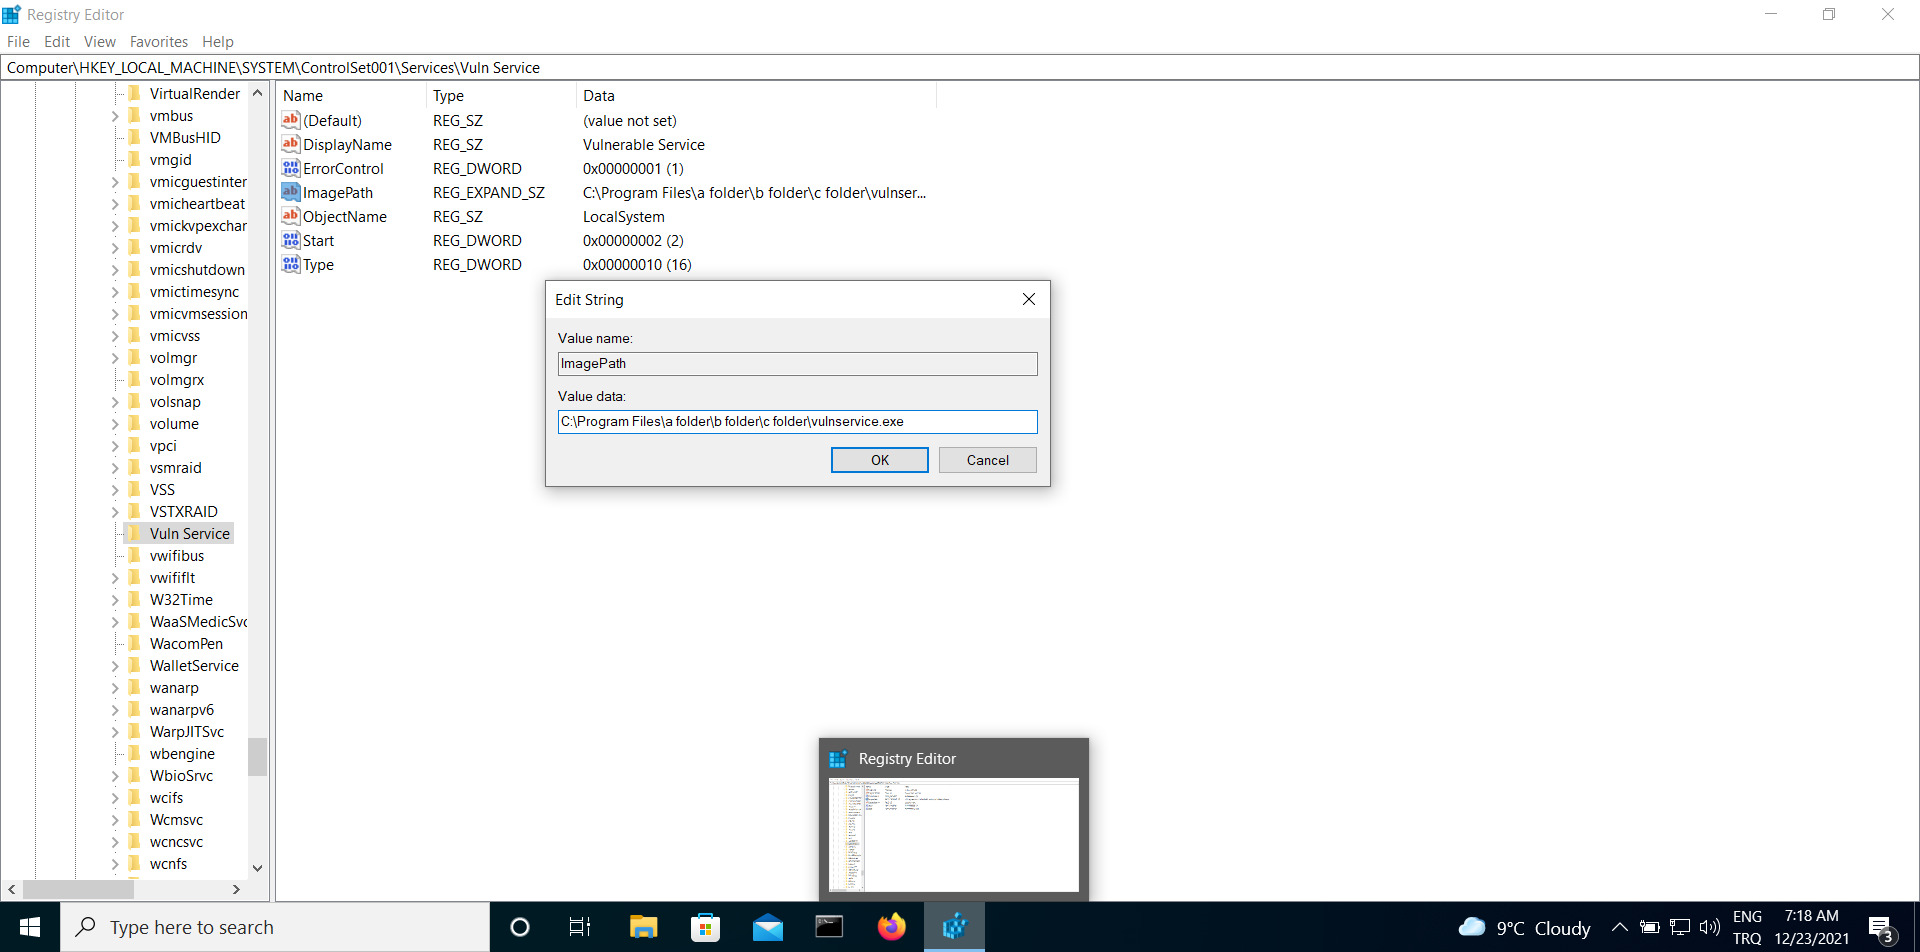 Registry Editor
File Edit View Favorites Help
Computer\HKEY_LOCAL_MACHINE\SYSTEM\ControlSet001\Services\Vuln Service
VirtualRender
vmbus
VMBusHID
vmgid
vmicguestinter
vmicheartbeat
vmickvpexchar
vmicrdv
vmicshutdown
vmictimesync
vmicvmsession
vmicvss
volmgr
volmgrx
volsnap
volume
vpci
vsmraid
VSS
VSTXRAID
Vuln Service
vwifibus
vwififlt
W32Time
WaaSMedicSvc
WacomPen
WalletService
wanarp
wanarpv6
WarpJITSvc
wbengine
WbioSrvc
wcifs
Wcmsvc
wcncsvc
wcnfs
Name Type Data
(Default) REG_SZ (value not set)
DisplayName REG_SZ Vulnerable Service
ErrorControl REG_DWORD 0x00000001 (1)
ImagePath REG_EXPAND_SZ C:\Program Files\a folder\b folder\c folder\vulnser...
ObjectName REG_SZ LocalSystem
Start REG_DWORD 0x00000002 (2)
Type REG_DWORD 0x00000010 (16)
Edit String
Value name:
ImagePath
Value data:
C:\Program Files\a folder\b folder\c folder\vulnservice.exe
OK Cancel
Registry Editor
Type here to search
9°C Cloudy
ENG
TRQ
7:18 AM
12/23/2021
3